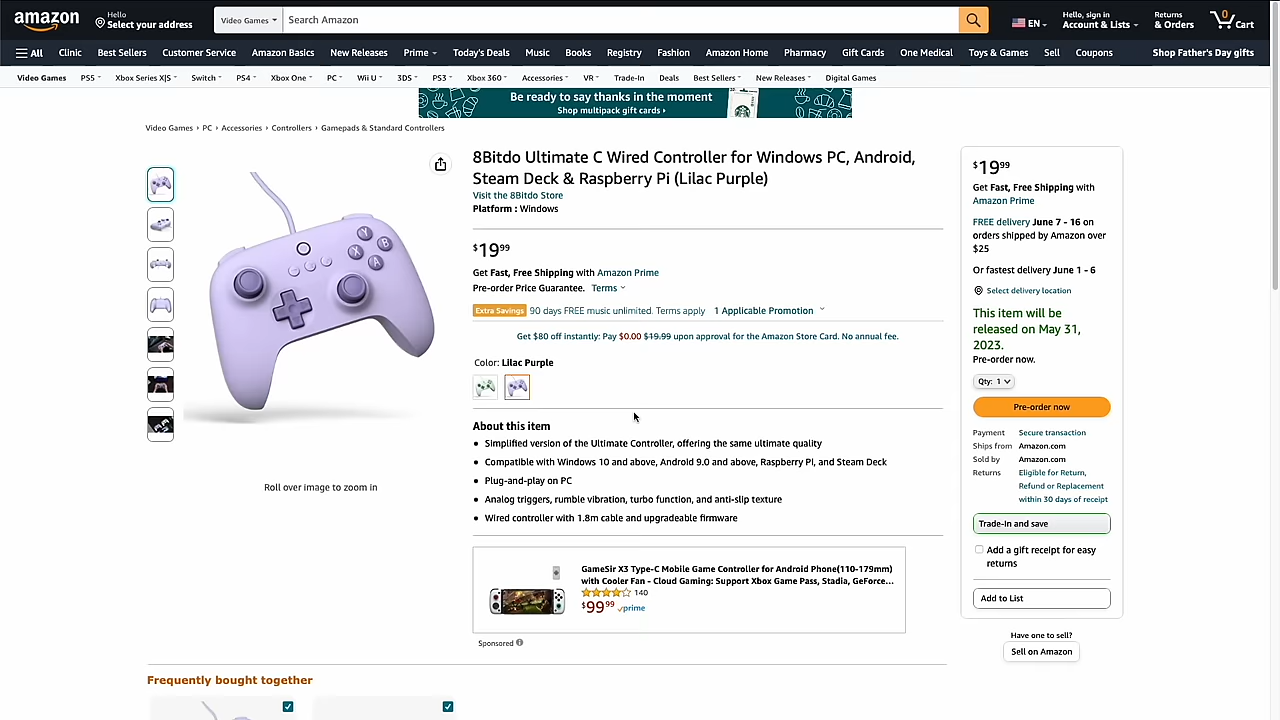 amazon
Hello
Select your address
Video Games
Search Amazon
EN
Hello, sign in
Account & Lists
Returns
& Orders
0
Cart
All
Clinic
Best Sellers
Customer Service
Amazon Basics
New Releases
Prime
Today's Deals
Music
Books
Registry
Fashion
Amazon Home
Pharmacy
Gift Cards
One Medical
Toys & Games
Sell
Coupons
Shop Father's Day gifts
Video Games
PS5
Xbox Series X|S
Switch
PS4
Xbox One
PC
Wii U
3DS
PS3
Xbox 360
Accessories
VR
Trade-In
Deals
Best Sellers
New Releases
Digital Games
Be ready to say thanks in the moment
Shop multipack gift cards ›
Video Games › PC › Accessories › Controllers › Gamepads & Standard Controllers
Y
B
X
A
Roll over image to zoom in
8Bitdo Ultimate C Wired Controller for Windows PC, Android,
Steam Deck & Raspberry Pi (Lilac Purple)
Visit the 8Bitdo Store
Platform : Windows
$19⁹⁹
Get Fast, Free Shipping with Amazon Prime
Pre-order Price Guarantee. Terms
Extra Savings 90 days FREE music unlimited. Terms apply 1 Applicable Promotion
Get $80 off instantly: Pay $0.00 $19.99 upon approval for the Amazon Store Card. No annual fee.
Color: Lilac Purple
About this item
• Simplified version of the Ultimate Controller, offering the same ultimate quality
• Compatible with Windows 10 and above, Android 9.0 and above, Raspberry Pi, and Steam Deck
• Plug-and-play on PC
• Analog triggers, rumble vibration, turbo function, and anti-slip texture
• Wired controller with 1.8m cable and upgradeable firmware
GameSir X3 Type-C Mobile Game Controller for Android Phone(110-179mm)
with Cooler Fan - Cloud Gaming: Support Xbox Game Pass, Stadia, GeForce...
140
$99⁹⁹ prime
Sponsored
$19⁹⁹
Get Fast, Free Shipping with
Amazon Prime
FREE delivery June 7 - 16 on
orders shipped by Amazon over
$25
Or fastest delivery June 1 - 6
Select delivery location
This item will be
released on May 31,
2023.
Pre-order now.
Qty: 1
Pre-order now
Payment Secure transaction
Ships from Amazon.com
Sold by Amazon.com
Returns Eligible for Return,
Refund or Replacement
within 30 days of receipt
Trade-in and save
Add a gift receipt for easy
returns
Add to List
Have one to sell?
Sell on Amazon
Frequently bought together